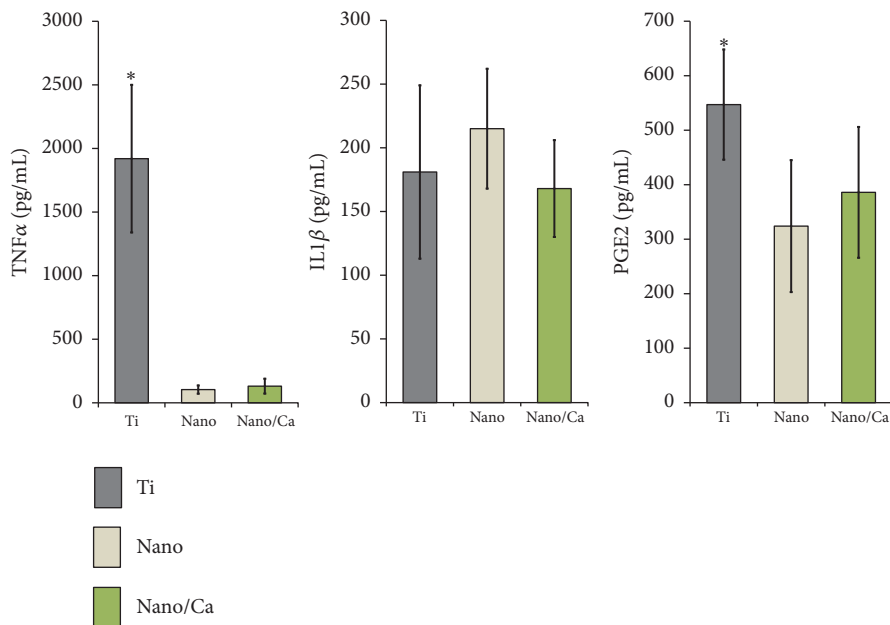 3000
2500
2000
1500
1000
500
0
TNFα (pg/mL)
*
Ti
Nano
Nano/Ca
300
250
200
150
100
50
0
IL1β (pg/mL)
Ti
Nano
Nano/Ca
700
600
500
400
300
200
100
0
PGE2 (pg/mL)
*
Ti
Nano
Nano/Ca
Ti
Nano
Nano/Ca